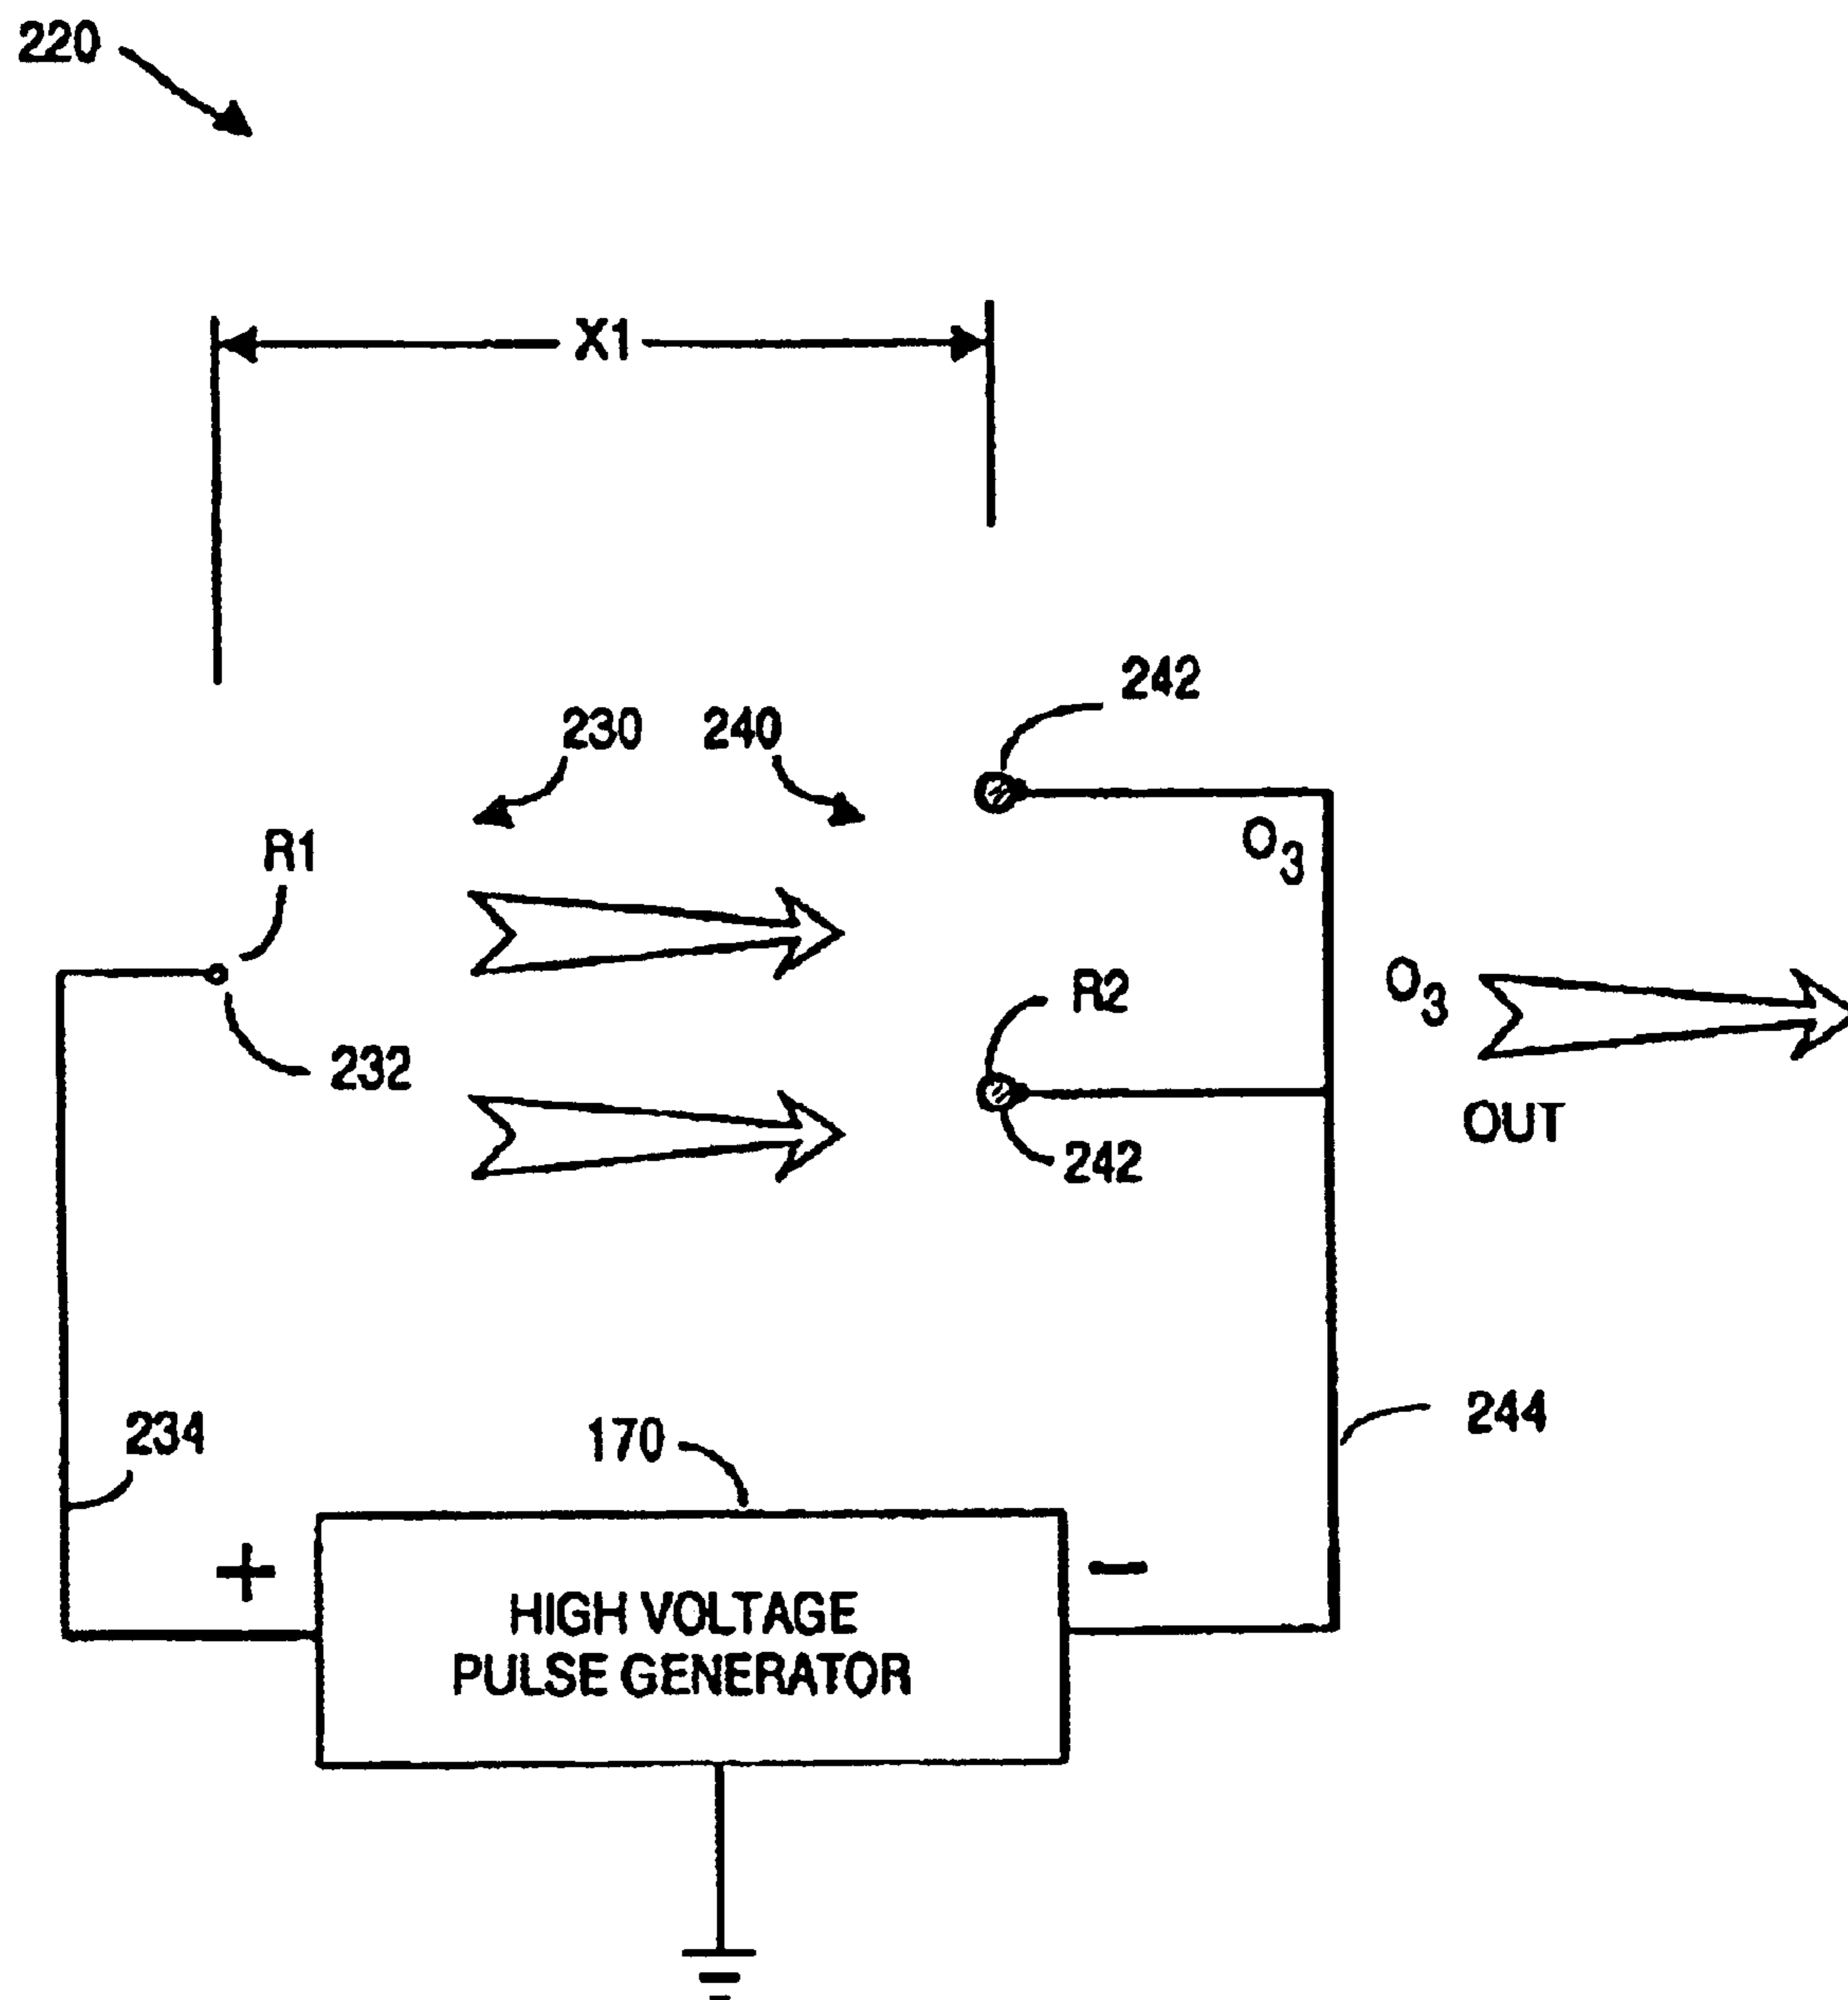 220
X1
242
230
240
R1
O3
R2
O3
232
OUT
242
234
170
244
+
-
HIGH VOLTAGE
PULSE GENERATOR